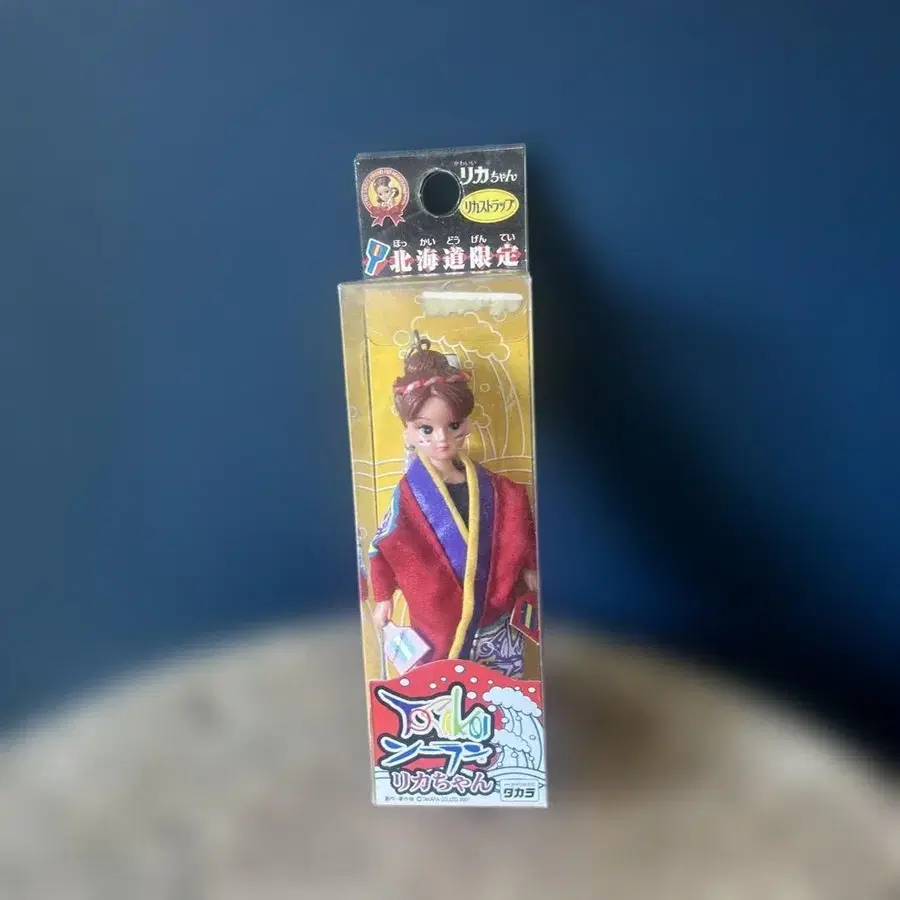 かわいい
リカちゃん
リカストラップ
ほっかいどうげんてい
北海道限定
Yosakoi
ソーラン
リカちゃん
タカラ